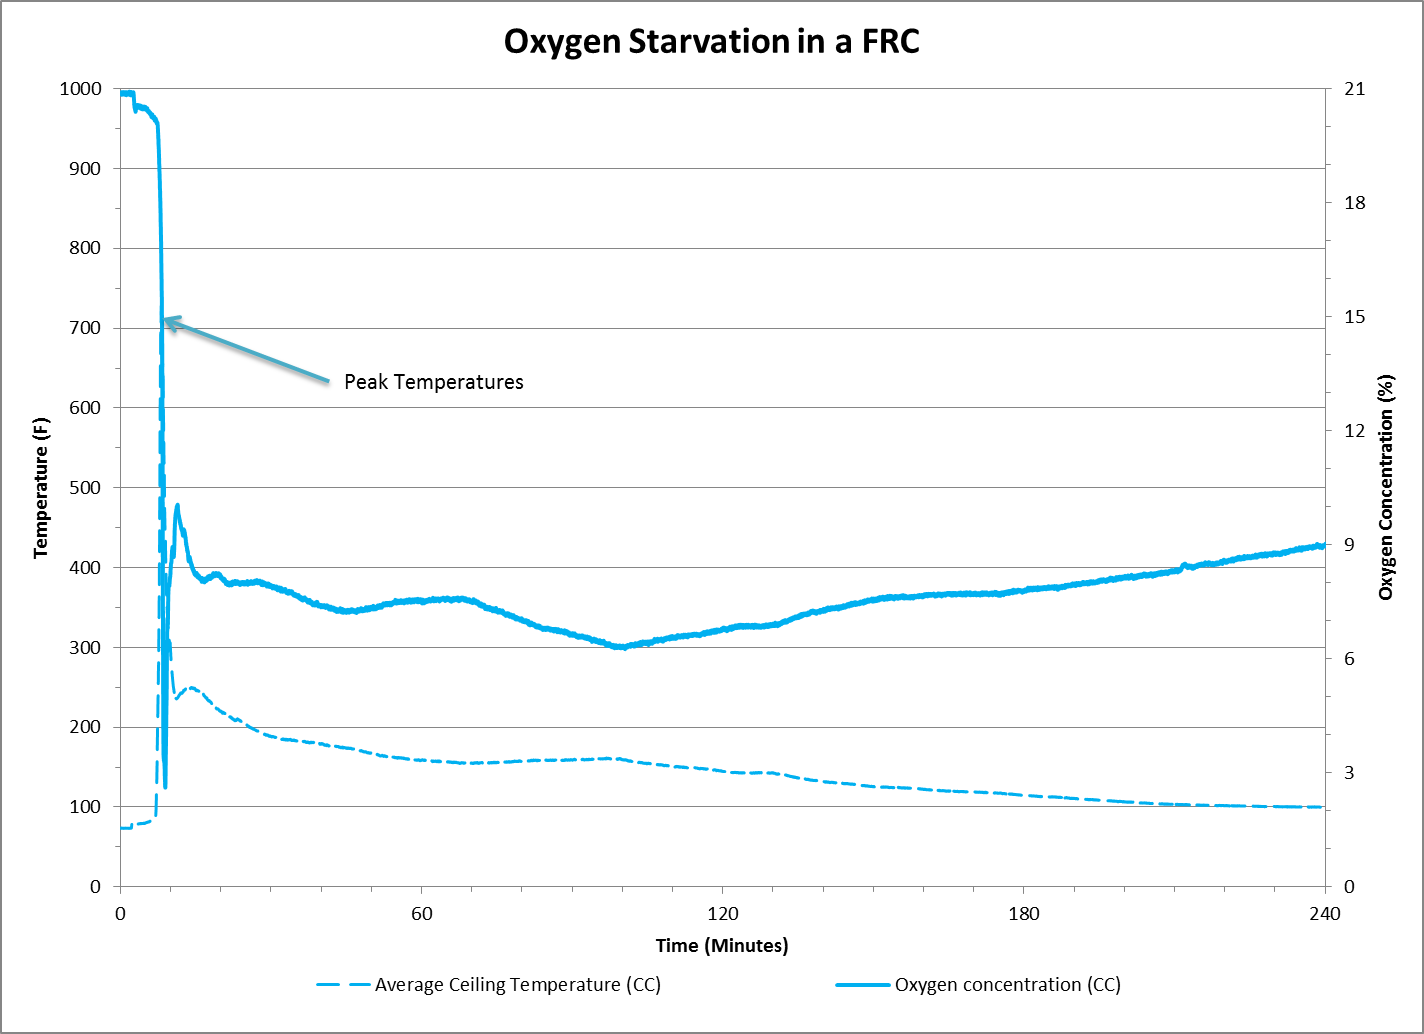 Oxygen Starvation in a FRC
1000
900
800
700
600
500
400
300
200
100
0
Temperature (F)
21
18
15
12
9
6
3
0
Oxygen Concentration (%)
Peak Temperatures
0 60 120 180 240
Time (Minutes)
Average Ceiling Temperature (CC) Oxygen concentration (CC)